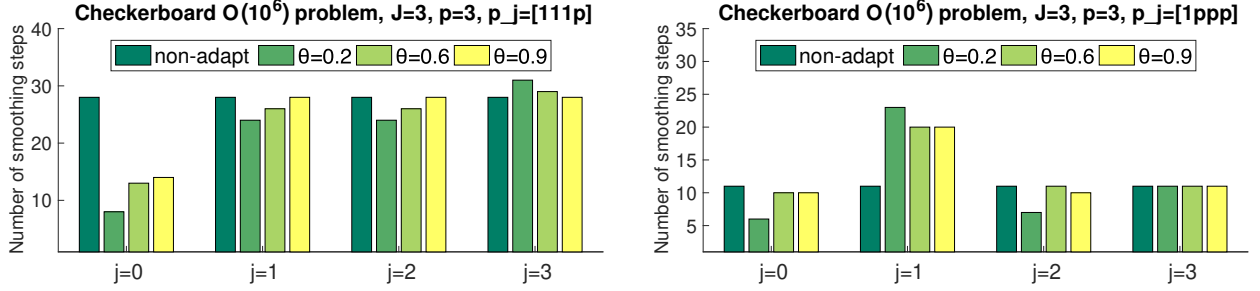 Checkerboard O(10^6) problem, J=3, p=3, p_j=[111p]
Number of smoothing steps
40
30
20
10
non-adapt θ=0.2 θ=0.6 θ=0.9
j=0 j=1 j=2 j=3
Checkerboard O(10^6) problem, J=3, p=3, p_j=[1ppp]
Number of smoothing steps
35
30
25
20
15
10
5
non-adapt θ=0.2 θ=0.6 θ=0.9
j=0 j=1 j=2 j=3